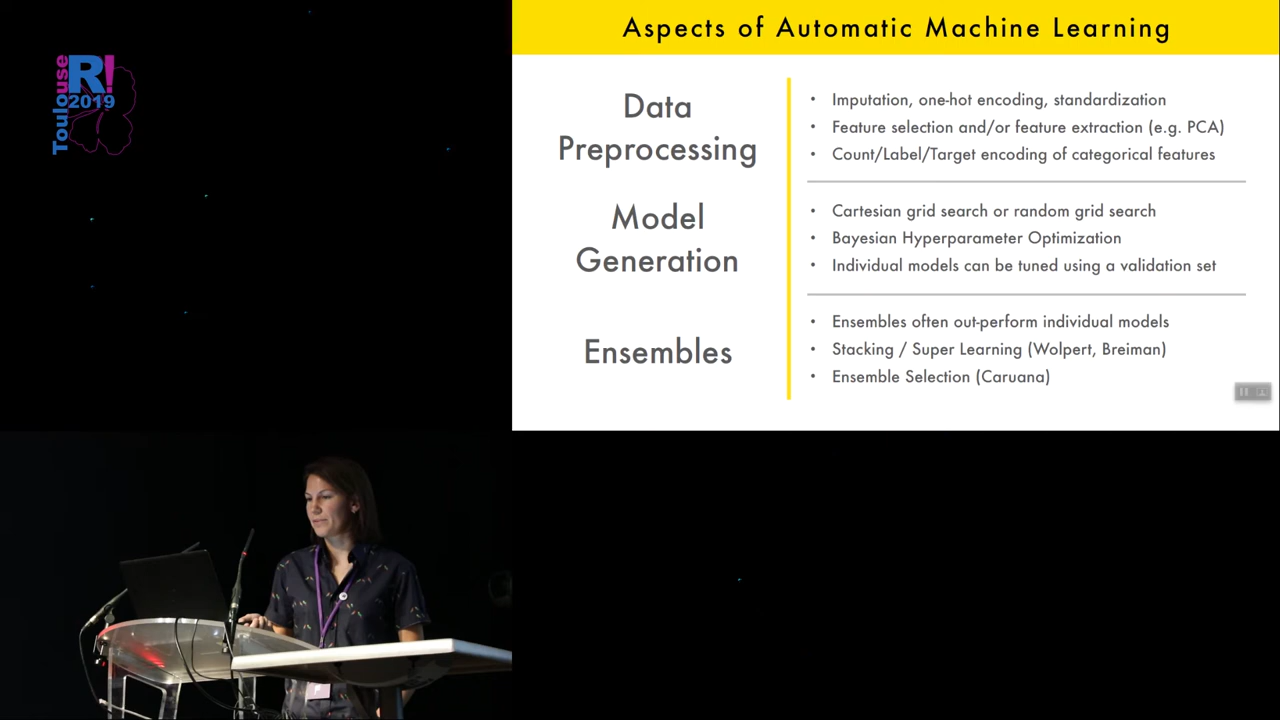 Toulouse
R!
2019
Aspects of Automatic Machine Learning
Data
Preprocessing
• Imputation, one-hot encoding, standardization
• Feature selection and/or feature extraction (e.g. PCA)
• Count/Label/Target encoding of categorical features
Model
Generation
• Cartesian grid search or random grid search
• Bayesian Hyperparameter Optimization
• Individual models can be tuned using a validation set
Ensembles
• Ensembles often out-perform individual models
• Stacking / Super Learning (Wolpert, Breiman)
• Ensemble Selection (Caruana)